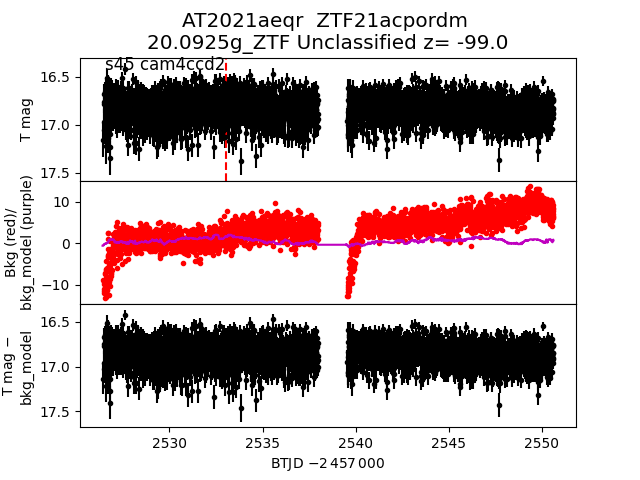 AT2021aeqr  ZTF21acpordm
20.0925g_ZTF Unclassified z= -99.0
s45 cam4ccd2
T mag
16.5
17.0
17.5
Bkg (red)/
bkg_model (purple)
10
0
−10
T mag −
bkg_model
16.5
17.0
17.5
2530
2535
2540
2545
2550
BTJD −2 457 000